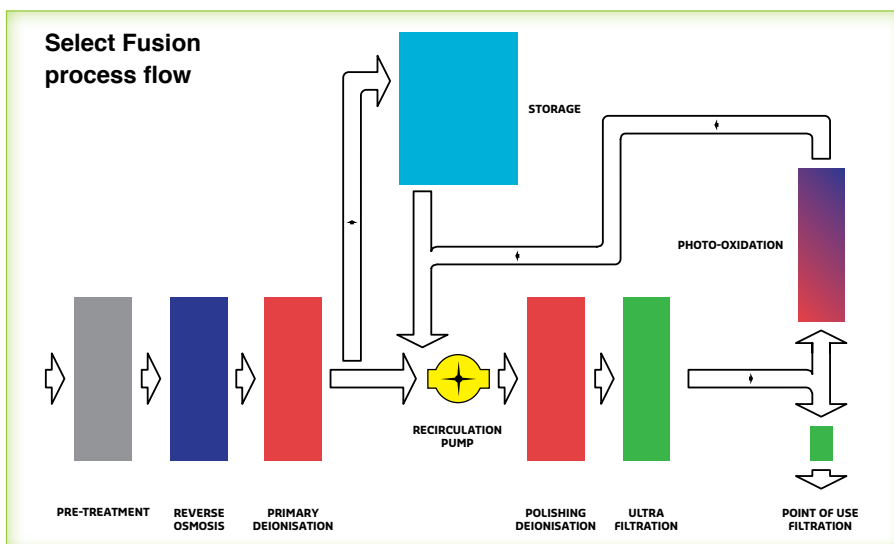 Select Fusion
process flow
STORAGE
PHOTO-OXIDATION
RECIRCULATION
PUMP
PRE-TREATMENT
REVERSE
OSMOSIS
PRIMARY
DEIONISATION
POLISHING
DEIONISATION
ULTRA
FILTRATION
POINT OF USE
FILTRATION